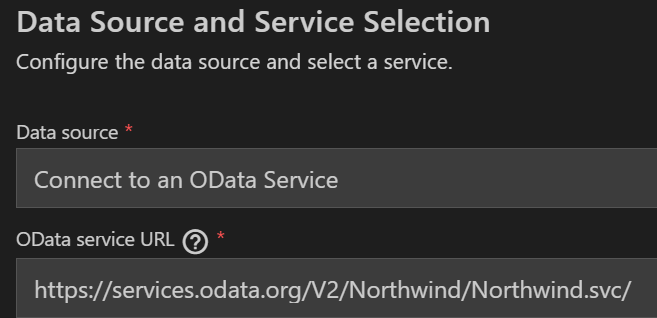 Data Source and Service Selection
Configure the data source and select a service.
Data source *
Connect to an OData Service
OData service URL ? *
https://services.odata.org/V2/Northwind/Northwind.svc/